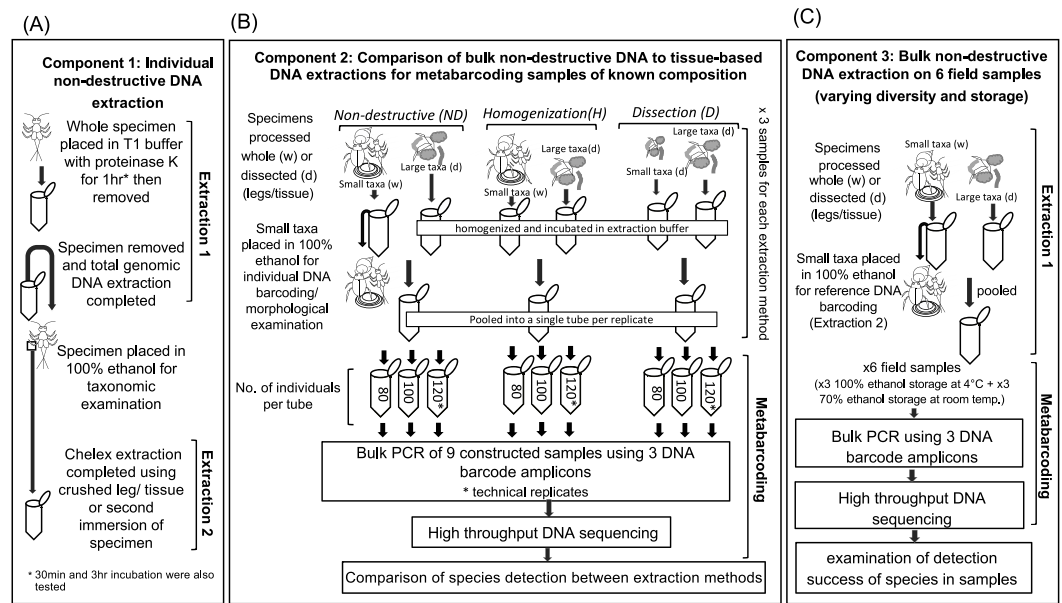 (A)
Component 1: Individual
non-destructive DNA
extraction
Whole specimen
placed in T1 buffer
with proteinase K
for 1hr* then
removed
Extraction 1
Specimen removed
and total genomic
DNA extraction
completed
Specimen placed in
100% ethanol for
taxonomic
examination
Chelex extraction
completed using
crushed leg/ tissue
or second
immersion of
specimen
Extraction 2
* 30min and 3hr incubation were also
tested
(B)
Component 2: Comparison of bulk non-destructive DNA to tissue-based
DNA extractions for metabarcoding samples of known composition
Specimens
processed
whole (w) or
dissected (d)
(legs/tissue)
Non-destructive (ND)
Homogenization(H)
Dissection (D)
Large taxa (d)
Small taxa (w)
Large taxa(d)
Small taxa (w)
Large taxa (d)
Large taxa (d)
Small taxa (d)
x 3 samples for each extraction method
Small taxa
placed in 100%
ethanol for
individual DNA
barcoding/
morphological
examination
homogenized and incubated in extraction buffer
Pooled into a single tube per replicate
No. of individuals
per tube
80
100
120*
80
100
120*
80
100
120*
Bulk PCR of 9 constructed samples using 3 DNA
barcode amplicons
* technical replicates
High throughput DNA sequencing
Comparison of species detection between extraction methods
Metabarcoding
(C)
Component 3: Bulk non-destructive
DNA extraction on 6 field samples
(varying diversity and storage)
Specimens
processed
whole (w) or
dissected (d)
(legs/tissue)
Small taxa (w)
Large taxa (d)
Small taxa placed
in 100% ethanol
for reference DNA
barcoding
(Extraction 2)
pooled
Extraction 1
x6 field samples
(x3 100% ethanol storage at 4°C + x3
70% ethanol storage at room temp.)
Bulk PCR using 3 DNA
barcode amplicons
High throughput DNA
sequencing
Metabarcoding
examination of detection
success of species in samples